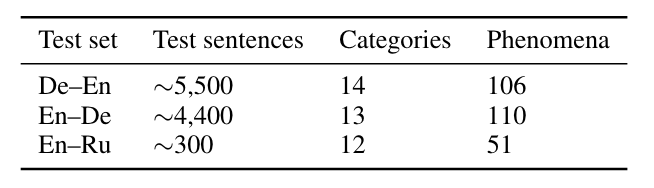 Test set Test sentences Categories Phenomena
De–En ~5,500 14 106
En–De ~4,400 13 110
En–Ru ~300 12 51